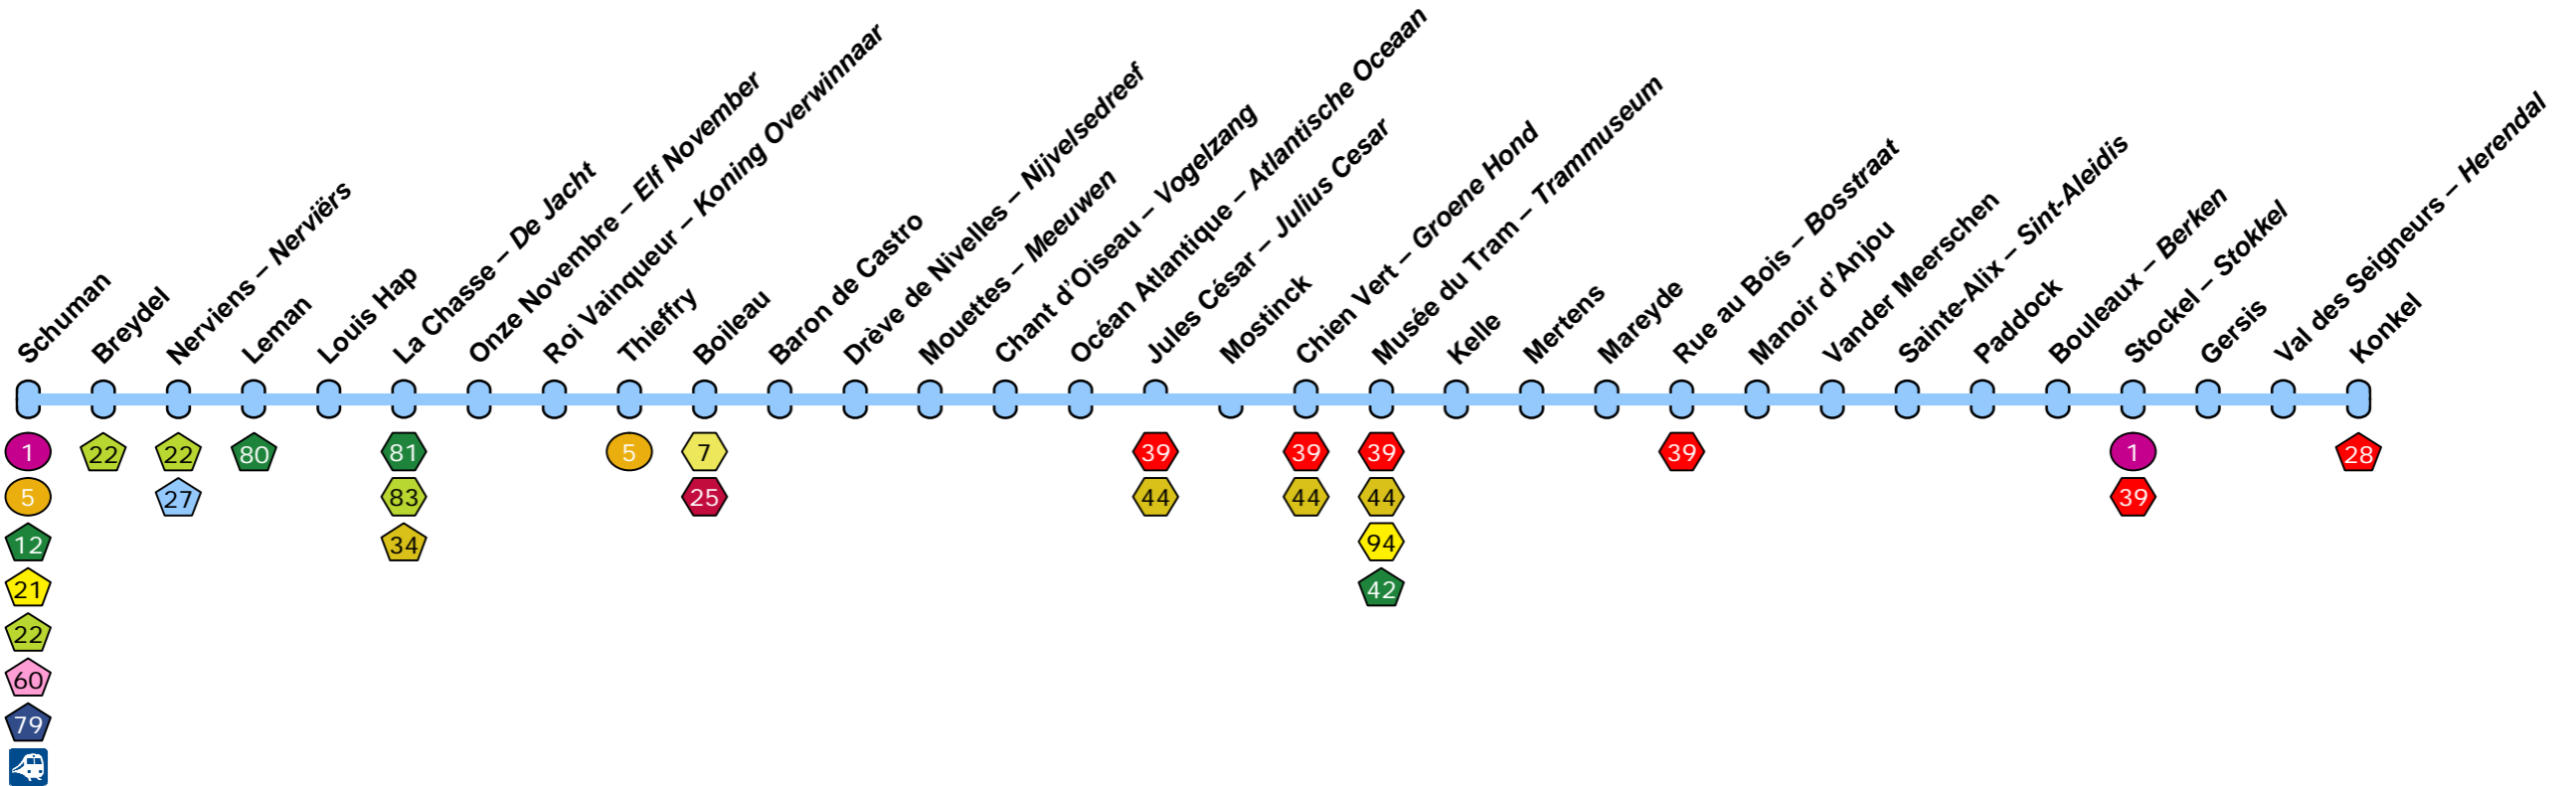 Schuman
Breydel
Nerviens – Nerviërs
Leman
Louis Hap
La Chasse – De Jacht
Onze Novembre – Elf November
Roi Vainqueur – Koning Overwinnaar
Thieffry
Boileau
Baron de Castro
Drève de Nivelles – Nijvelsedreef
Mouettes – Meeuwen
Chant d'Oiseau – Vogelzang
Océan Atlantique – Atlantische Oceaan
Jules César – Julius Cesar
Mostinck
Chien Vert – Groene Hond
Musée du Tram – Trammuseum
Kelle
Mertens
Mareyde
Rue au Bois – Bosstraat
Manoir d'Anjou
Vander Meerschen
Sainte-Alix – Sint-Aleidis
Paddock
Bouleaux – Berken
Stockel – Stokkel
Gersis
Val des Seigneurs – Herendal
Konkel
1 22 22 80 81 5 7 39 39 39 39 1 28
5 27 83 25 44 44 44 39
12 34 94
21 42
22
60
79